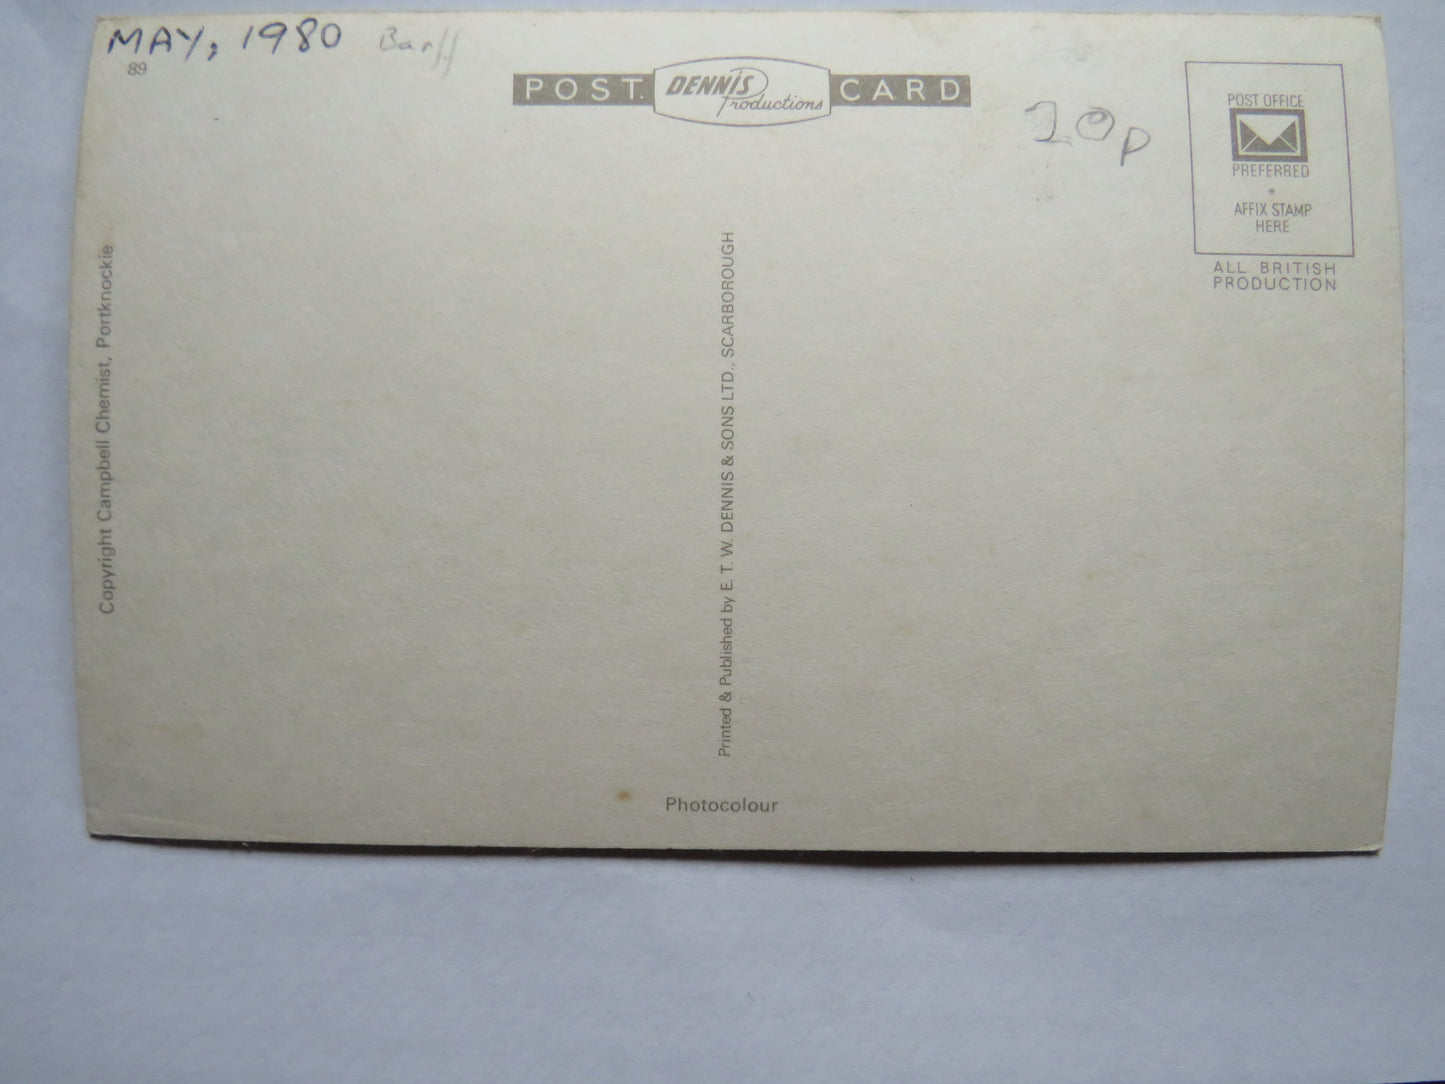 MAY, 1980 Banff
89
POST DENNIS Productions CARD
20p
POST OFFICE
PREFERRED
AFFIX STAMP
HERE
ALL BRITISH
PRODUCTION
Copyright Campbell Chemist, Portknockie
Printed & Published by E. T. W. DENNIS & SONS LTD., SCARBOROUGH
Photocolour